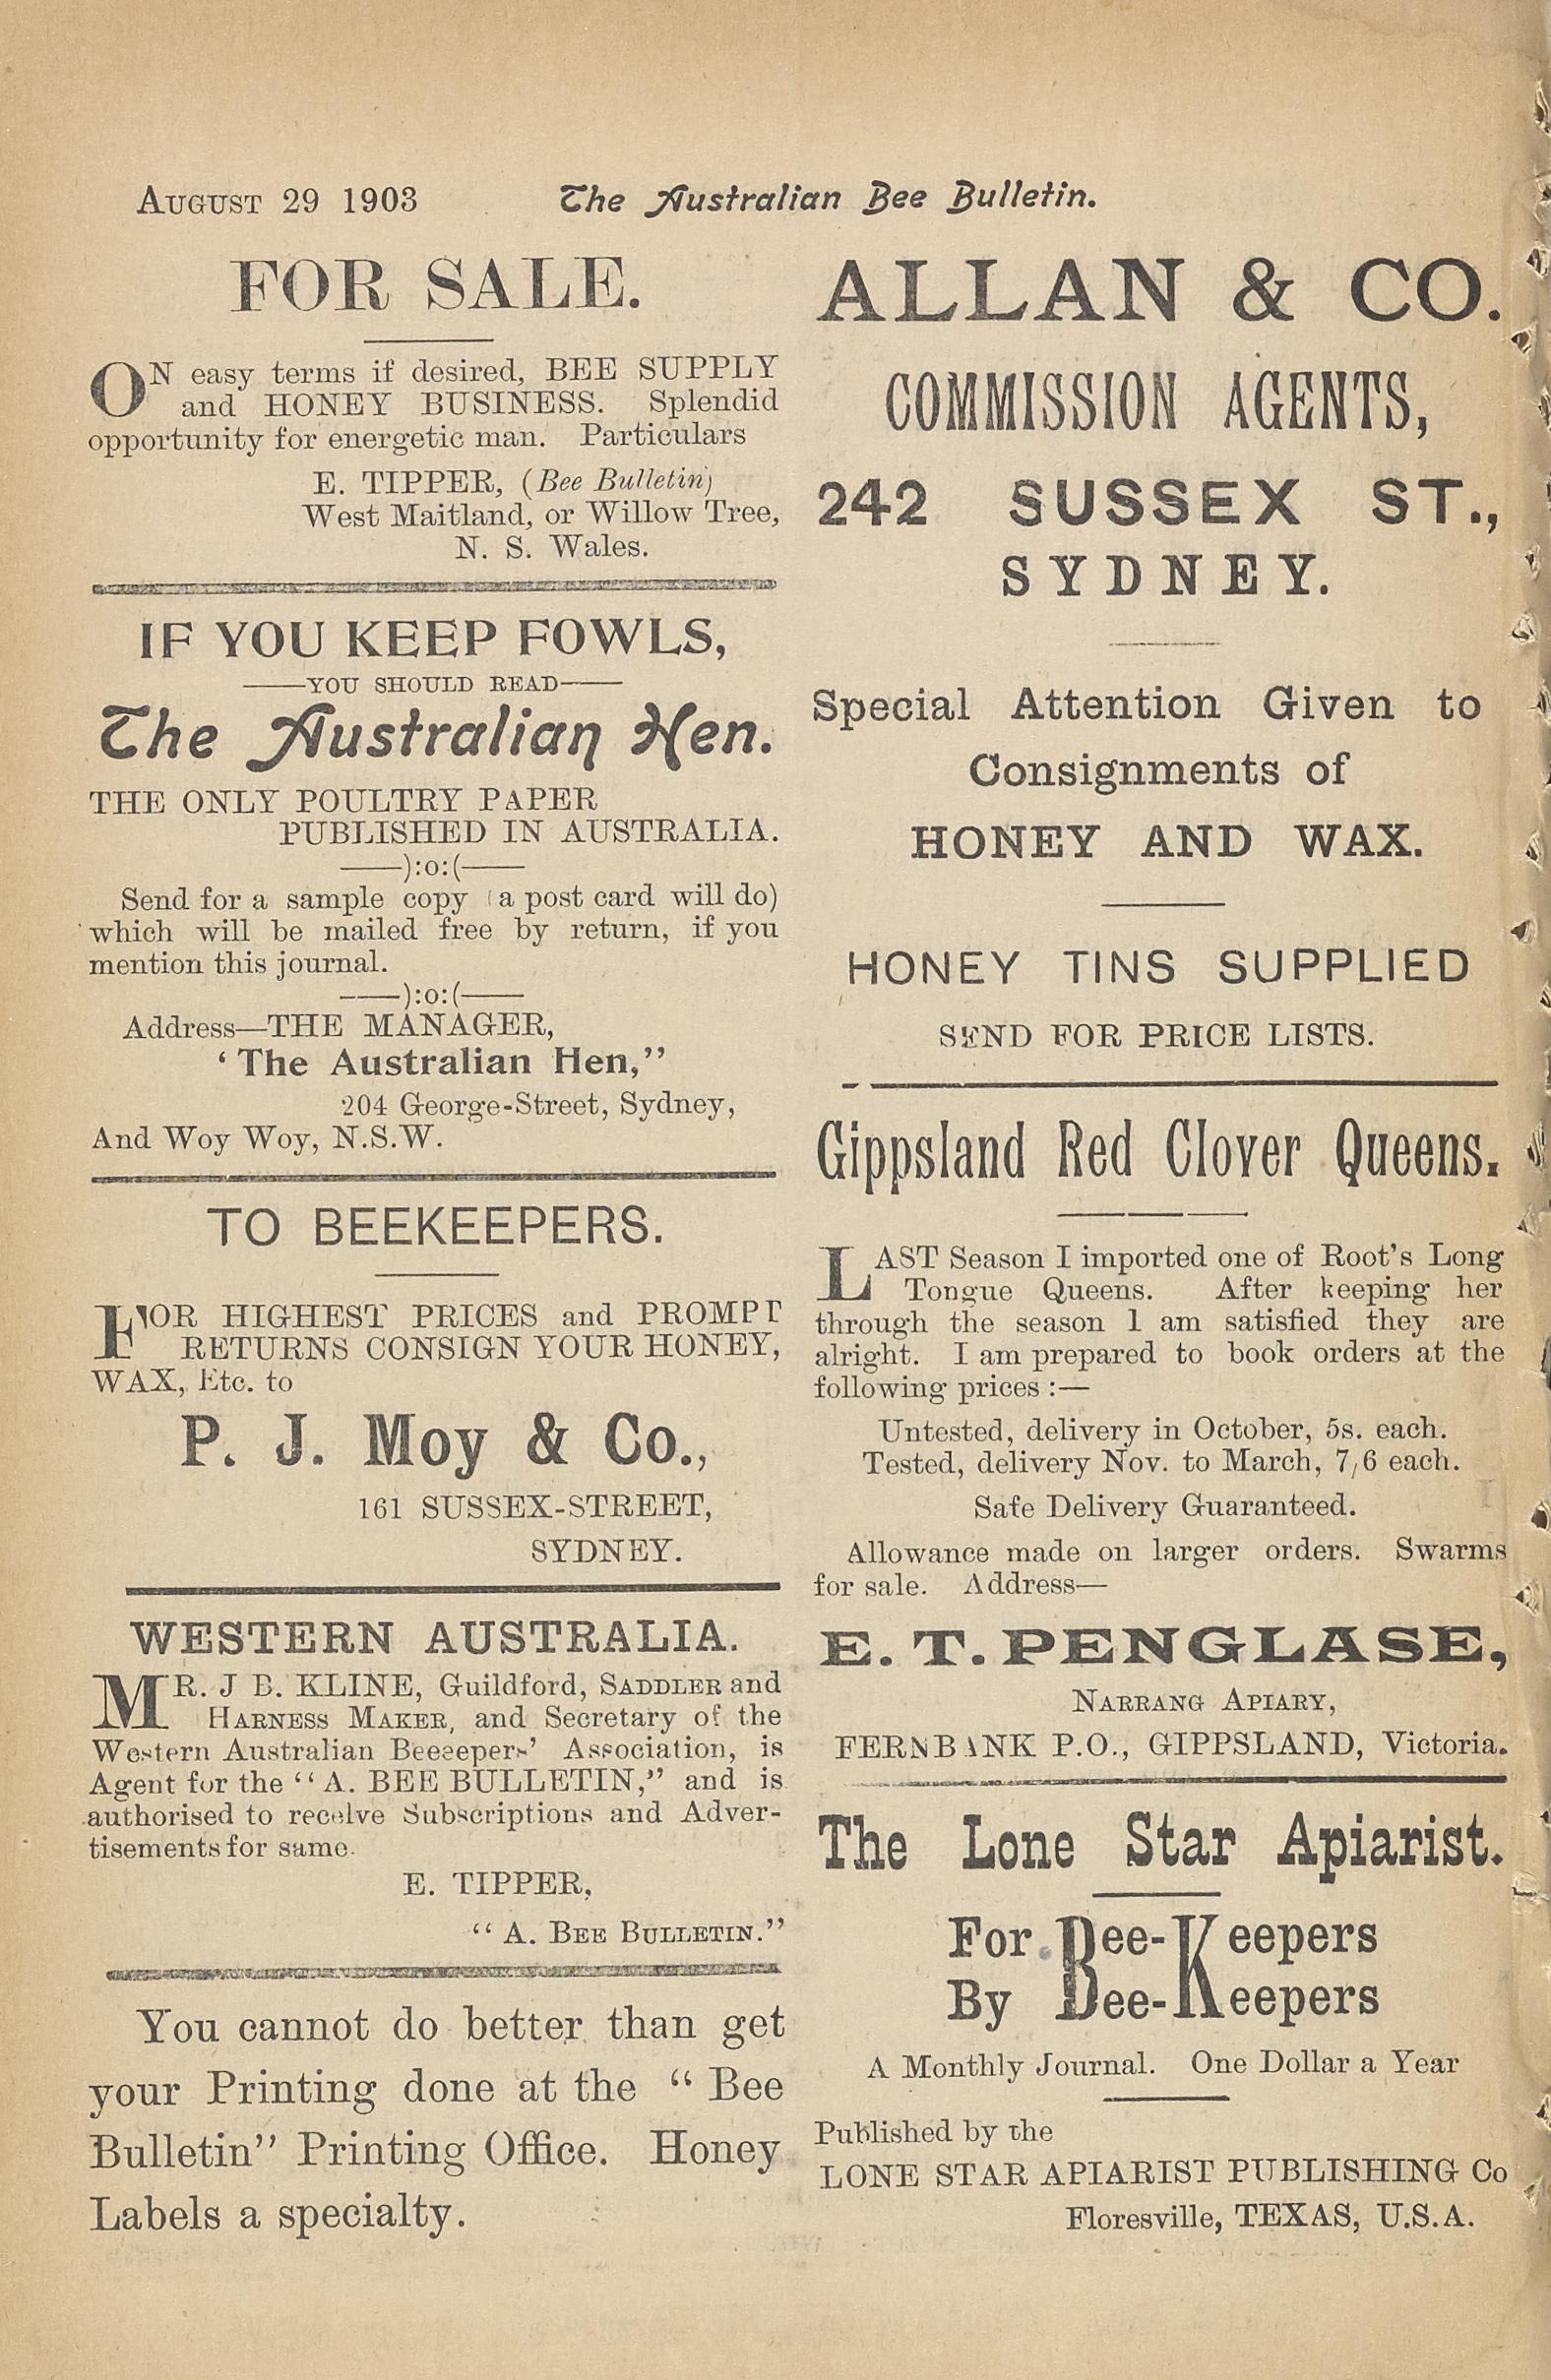 AUGUST 29 1903 The Australian Bee Bulletin.
FOR SALE.
ON easy terms if desired, BEE SUPPLY
and HONEY BUSINESS. Splendid
opportunity for energetic man. Particulars
E. TIPPER, (Bee Bulletin)
West Maitland, or Willow Tree,
N. S. Wales.
IF YOU KEEP FOWLS,
——YOU SHOULD READ——
The Australian Hen.
THE ONLY POULTRY PAPER
PUBLISHED IN AUSTRALIA.
——):o:(——
Send for a sample copy (a post card will do)
which will be mailed free by return, if you
mention this journal.
——):o:(——
Address—THE MANAGER,
‘The Australian Hen,”
204 George-Street, Sydney,
And Woy Woy, N.S.W.
TO BEEKEEPERS.
FOR HIGHEST PRICES and PROMPT
RETURNS CONSIGN YOUR HONEY,
WAX, Etc. to
P. J. Moy & Co.,
161 SUSSEX-STREET,
SYDNEY.
WESTERN AUSTRALIA.
MR. J B. KLINE, Guildford, SADDLER and
HARNESS MAKER, and Secretary of the
Western Australian Beeeepers’ Association, is
Agent for the “A. BEE BULLETIN,” and is
authorised to receive Subscriptions and Adver-
tisements for same.
E. TIPPER,
“A. BEE BULLETIN.”
You cannot do better than get
your Printing done at the “Bee
Bulletin” Printing Office. Honey
Labels a specialty.
ALLAN & CO.
COMMISSION AGENTS,
242 SUSSEX ST.,
SYDNEY.
Special Attention Given to
Consignments of
HONEY AND WAX.
HONEY TINS SUPPLIED
SEND FOR PRICE LISTS.
Gippsland Red Clover Queens.
LAST Season I imported one of Root’s Long
Tongue Queens. After keeping her
through the season I am satisfied they are
alright. I am prepared to book orders at the
following prices :—
Untested, delivery in October, 5s. each.
Tested, delivery Nov. to March, 7/6 each.
Safe Delivery Guaranteed.
Allowance made on larger orders. Swarms
for sale. Address—
E. T. PENGLASE,
NARRANG APIARY,
FERNBANK P.O., GIPPSLAND, Victoria.
The Lone Star Apiarist.
For Bee-Keepers
By Bee-Keepers
A Monthly Journal. One Dollar a Year
Published by the
LONE STAR APIARIST PUBLISHING Co
Floresville, TEXAS, U.S.A.